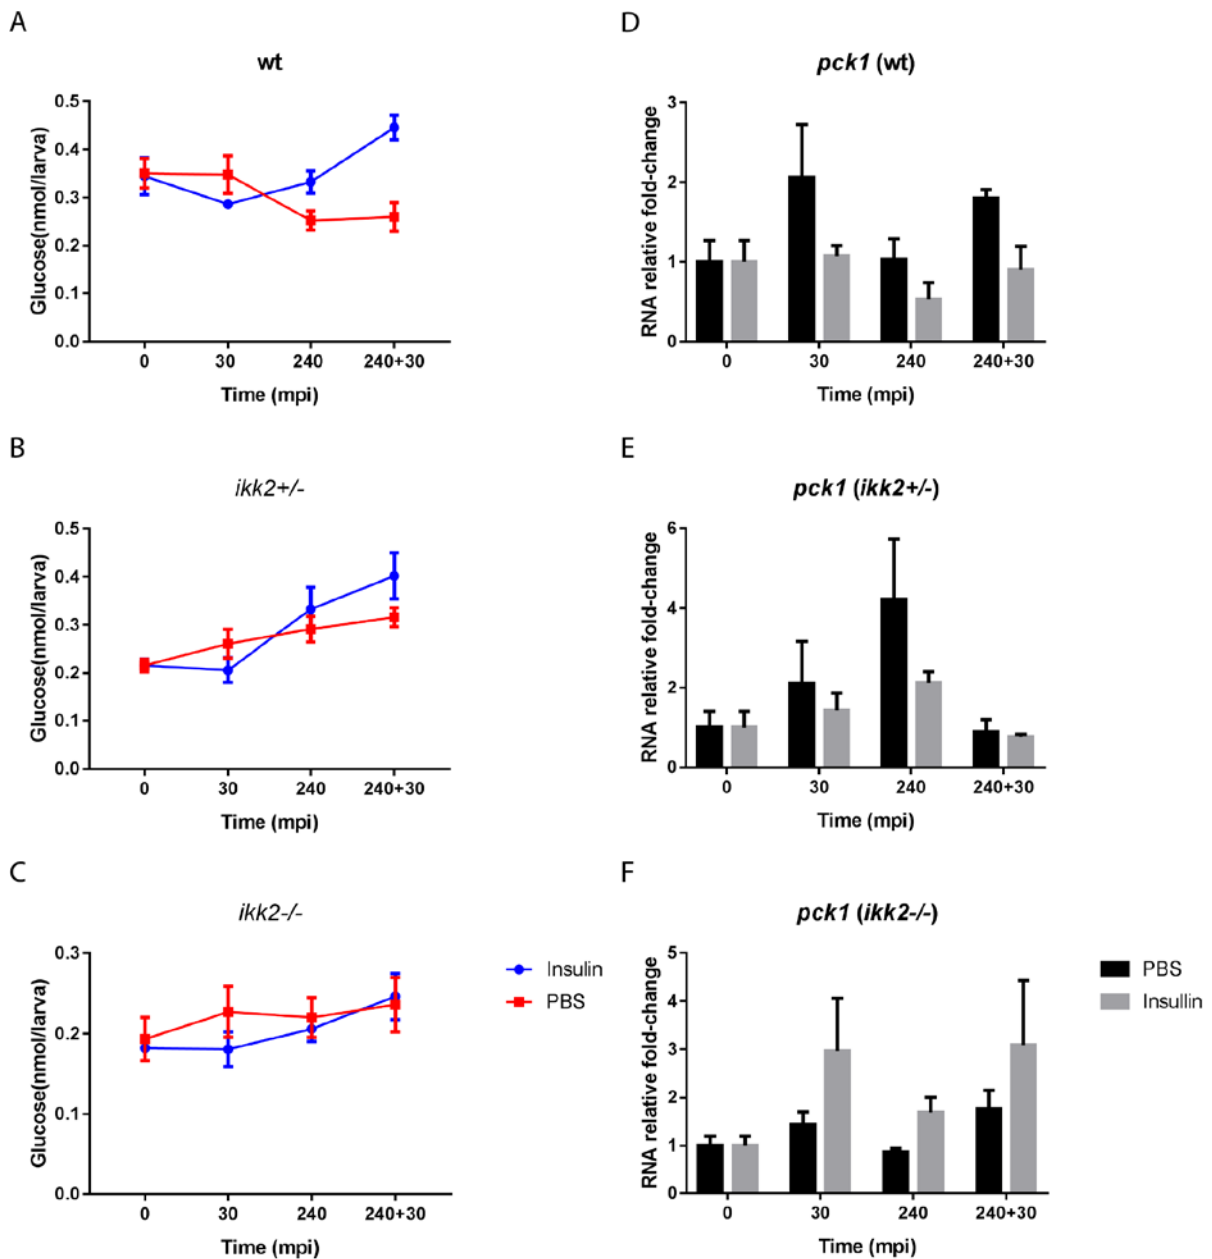 A
wt
Glucose(nmol/larva)
0.5
0.4
0.3
0.2
0.1
0.0
0 30 240 240+30
Time (mpi)
D
pck1 (wt)
RNA relative fold-change
3
2
1
0
0 30 240 240+30
Time (mpi)
B
ikk2+/-
Glucose(nmol/larva)
0.5
0.4
0.3
0.2
0.1
0.0
0 30 240 240+30
Time (mpi)
E
pck1 (ikk2+/-)
RNA relative fold-change
6
4
2
0
0 30 240 240+30
Time (mpi)
C
ikk2-/-
Glucose(nmol/larva)
0.3
0.2
0.1
0.0
0 30 240 240+30
Time (mpi)
Insulin
PBS
F
pck1 (ikk2-/-)
RNA relative fold-change
5
4
3
2
1
0
0 30 240 240+30
Time (mpi)
PBS
Insullin